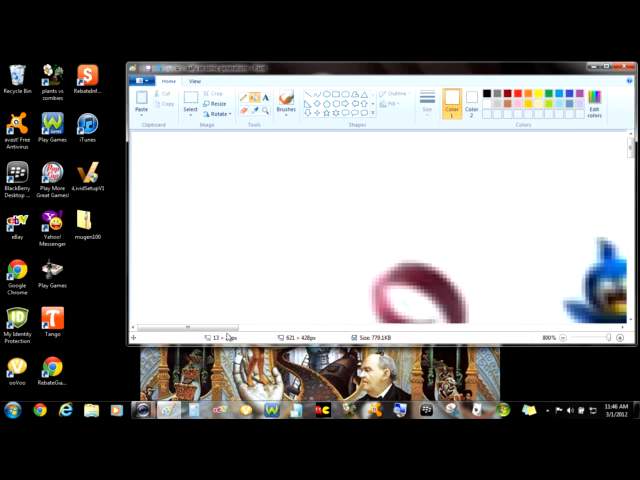 Home
View
Paste
Cut
Copy
Clipboard
Select
Crop
Resize
Rotate
Image
Tools
Brushes
Shapes
Outline
Fill
Size
Color 1
Color 2
Edit colors
Colors
Recycle Bin
plants vs zombies
RebateInf...
avast! Free Antivirus
Play Games
iTunes
BlackBerry Desktop ...
Play More Great Games!
iLividSetupV1
eBay
Yahoo! Messenger
mugen100
Google Chrome
Play Games
My Identity Protection
Tango
ooVoo
RebateGa...
621 × 428px
Size: 779.1KB
800%
11:46 AM
3/1/2012